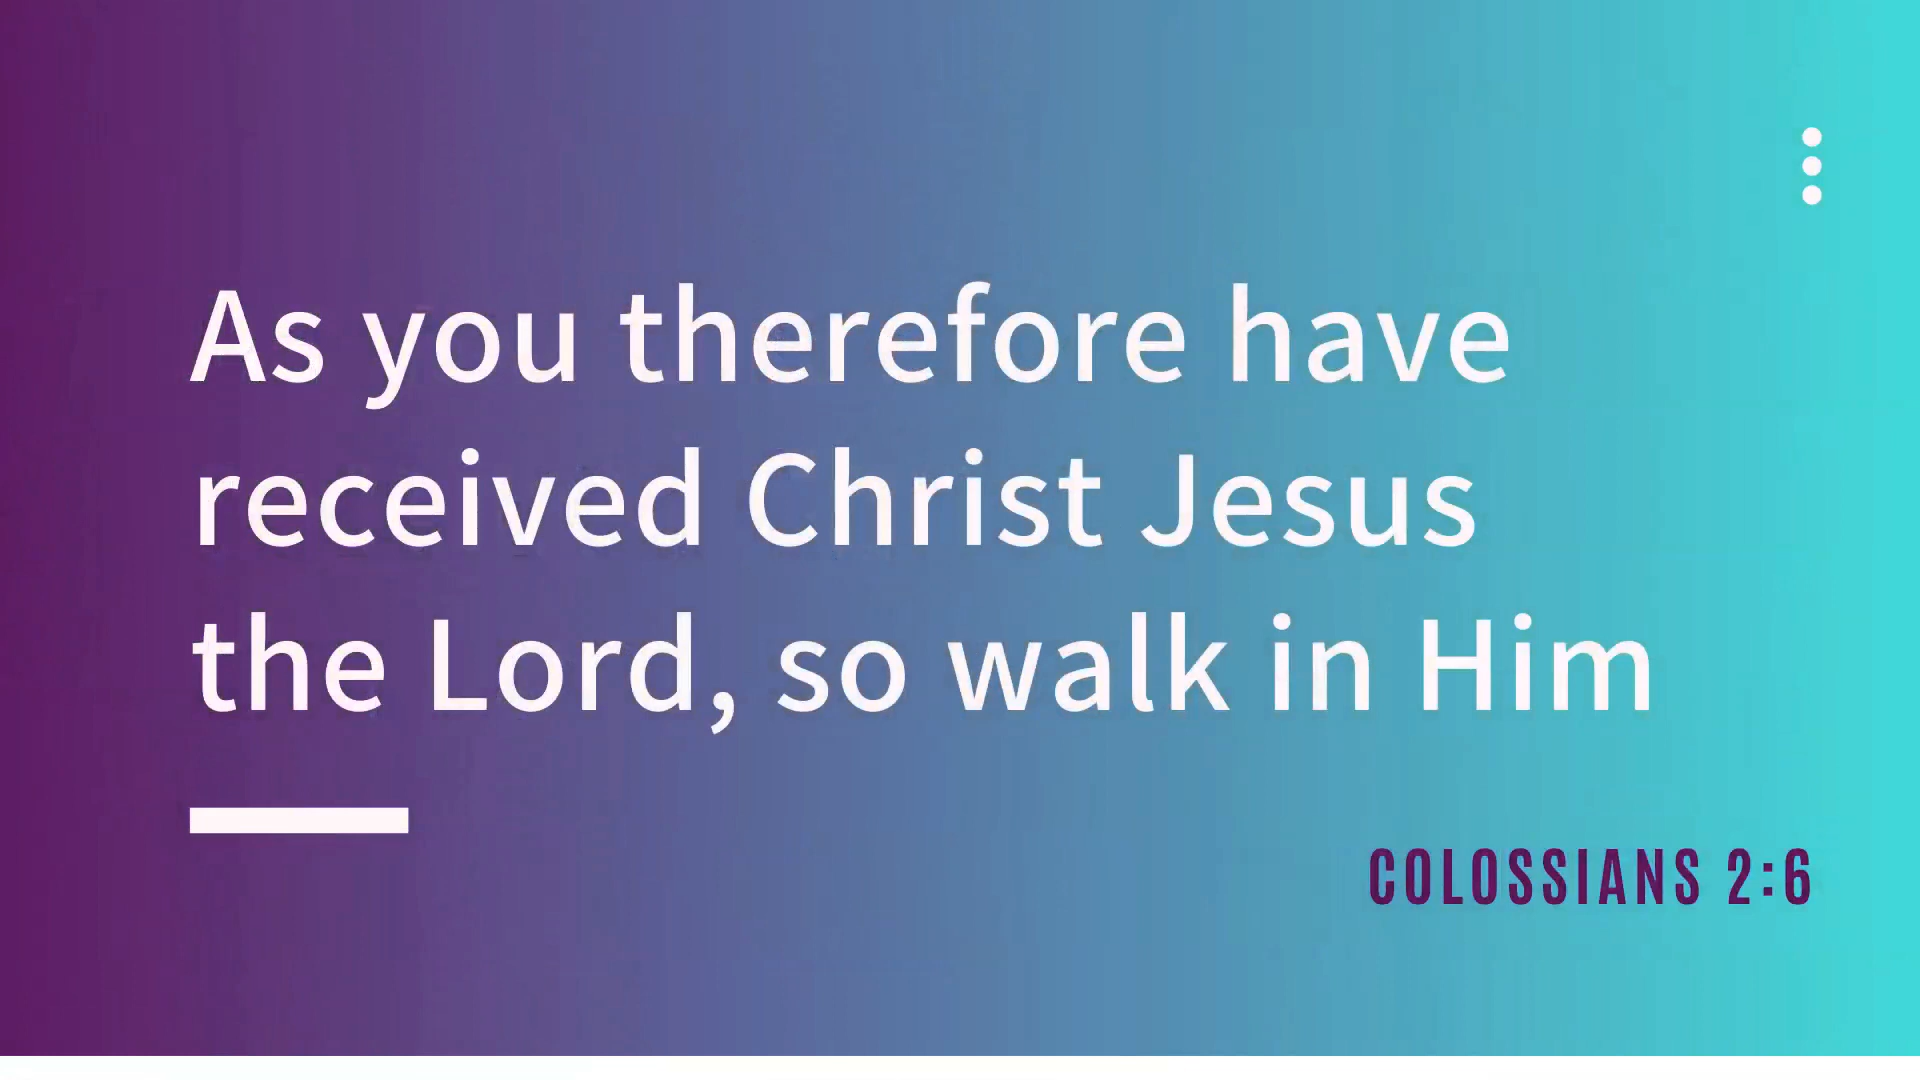 As you therefore have
received Christ Jesus
the Lord, so walk in Him
COLOSSIANS 2:6